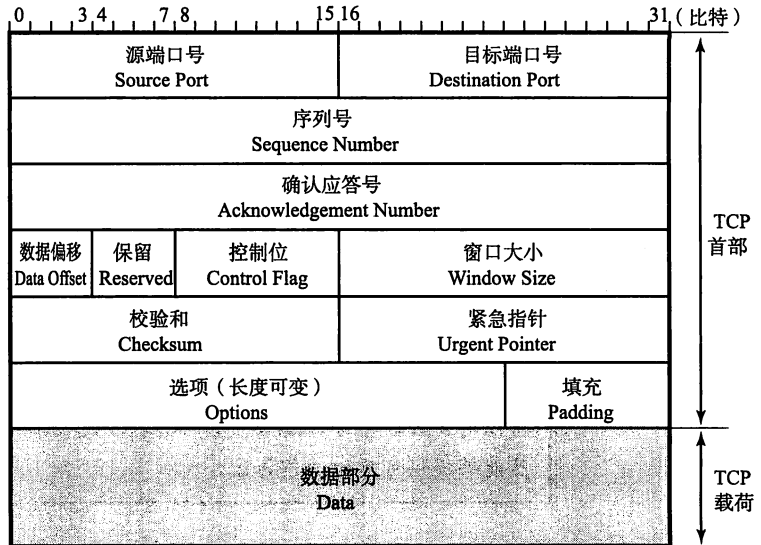 0 3 4 7 8 15 16 31 (比特)
源端口号
Source Port
目标端口号
Destination Port
序列号
Sequence Number
确认应答号
Acknowledgement Number
数据偏移
Data Offset
保留
Reserved
控制位
Control Flag
窗口大小
Window Size
校验和
Checksum
紧急指针
Urgent Pointer
选项(长度可变)
Options
填充
Padding
TCP
首部
数据部分
Data
TCP
载荷